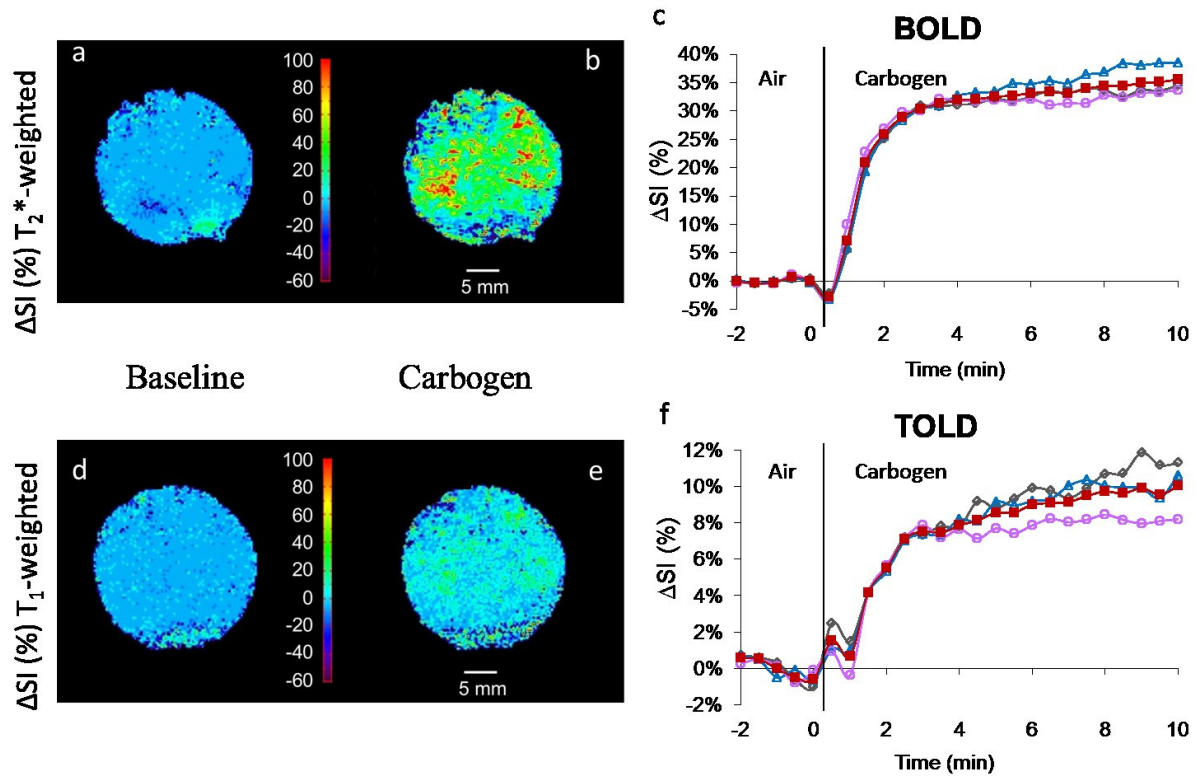 ΔSI (%) T2*-weighted
a
100
80
60
40
20
0
-20
-40
-60
b
5 mm
c
BOLD
Air
Carbogen
ΔSI (%)
40%
35%
30%
25%
20%
15%
10%
5%
0%
-5%
-2 0 2 4 6 8 10
Time (min)
Baseline
Carbogen
ΔSI (%) T1-weighted
d
100
80
60
40
20
0
-20
-40
-60
e
5 mm
f
TOLD
Air
Carbogen
ΔSI (%)
12%
10%
8%
6%
4%
2%
0%
-2%
-2 0 2 4 6 8 10
Time (min)